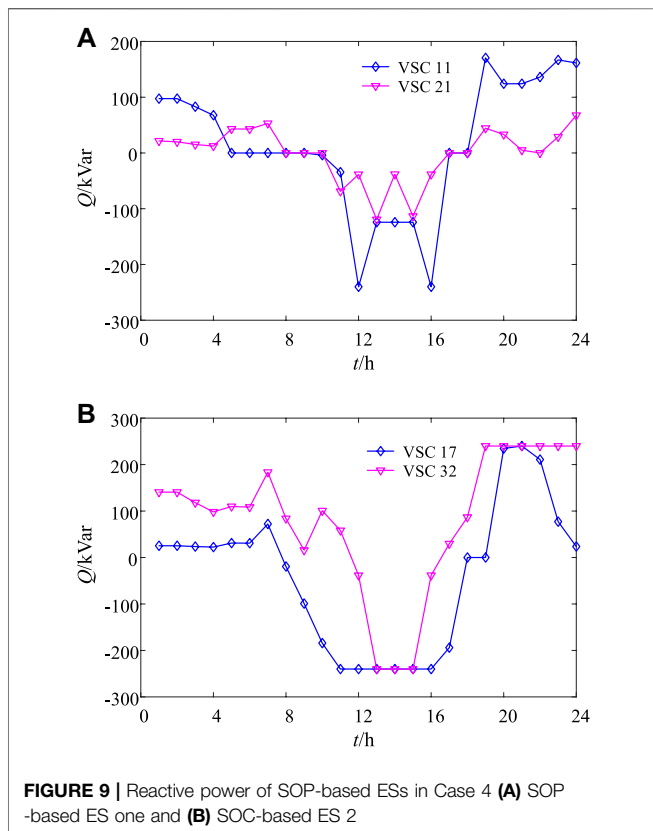 A
200
100
0
-100
-200
-300
Q/kVar
VSC 11
VSC 21
0
4
8
12
16
20
24
t/h
B
300
200
100
0
-100
-200
-300
Q/kVar
VSC 17
VSC 32
0
4
8
12
16
20
24
t/h
FIGURE 9 | Reactive power of SOP-based ESs in Case 4 (A) SOP
-based ES one and (B) SOC-based ES 2